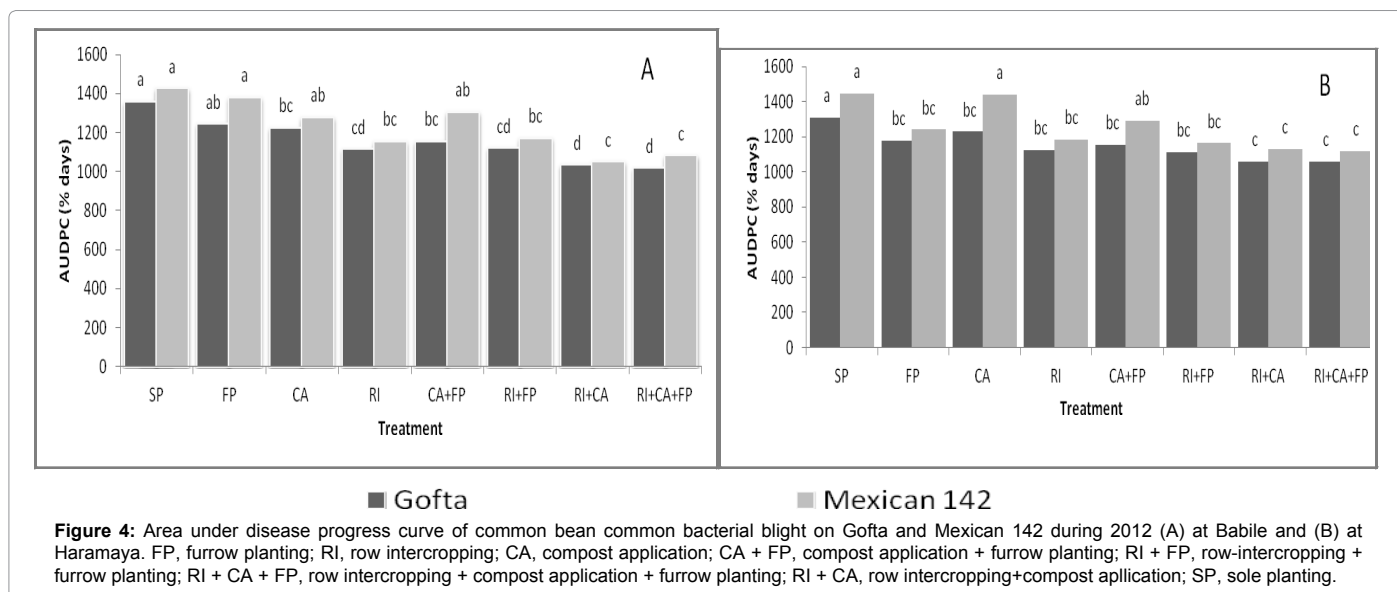 A
AUDPC (% days)
1600
1400
1200
1000
800
600
400
200
0
a a ab a bc ab cd bc bc ab cd bc d c d c
SP FP CA RI CA+FP RI+FP RI+CA RI+CA+FP
Treatment
B
AUDPC (% days)
1600
1400
1200
1000
800
600
400
200
0
a a bc bc bc a bc bc bc ab bc bc c c c c
SP FP CA RI CA+FP RI+FP RI+CA RI+CA+FP
Treatment
Gofta Mexican 142
Figure 4: Area under disease progress curve of common bean common bacterial blight on Gofta and Mexican 142 during 2012 (A) at Babile and (B) at
Haramaya. FP, furrow planting; RI, row intercropping; CA, compost application; CA + FP, compost application + furrow planting; RI + FP, row-intercropping +
furrow planting; RI + CA + FP, row intercropping + compost application + furrow planting; RI + CA, row intercropping+compost apllication; SP, sole planting.